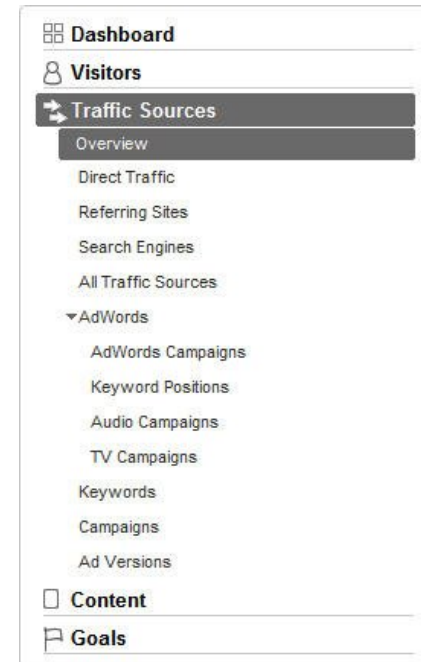 Dashboard
Visitors
Traffic Sources
Overview
Direct Traffic
Referring Sites
Search Engines
All Traffic Sources
AdWords
AdWords Campaigns
Keyword Positions
Audio Campaigns
TV Campaigns
Keywords
Campaigns
Ad Versions
Content
Goals